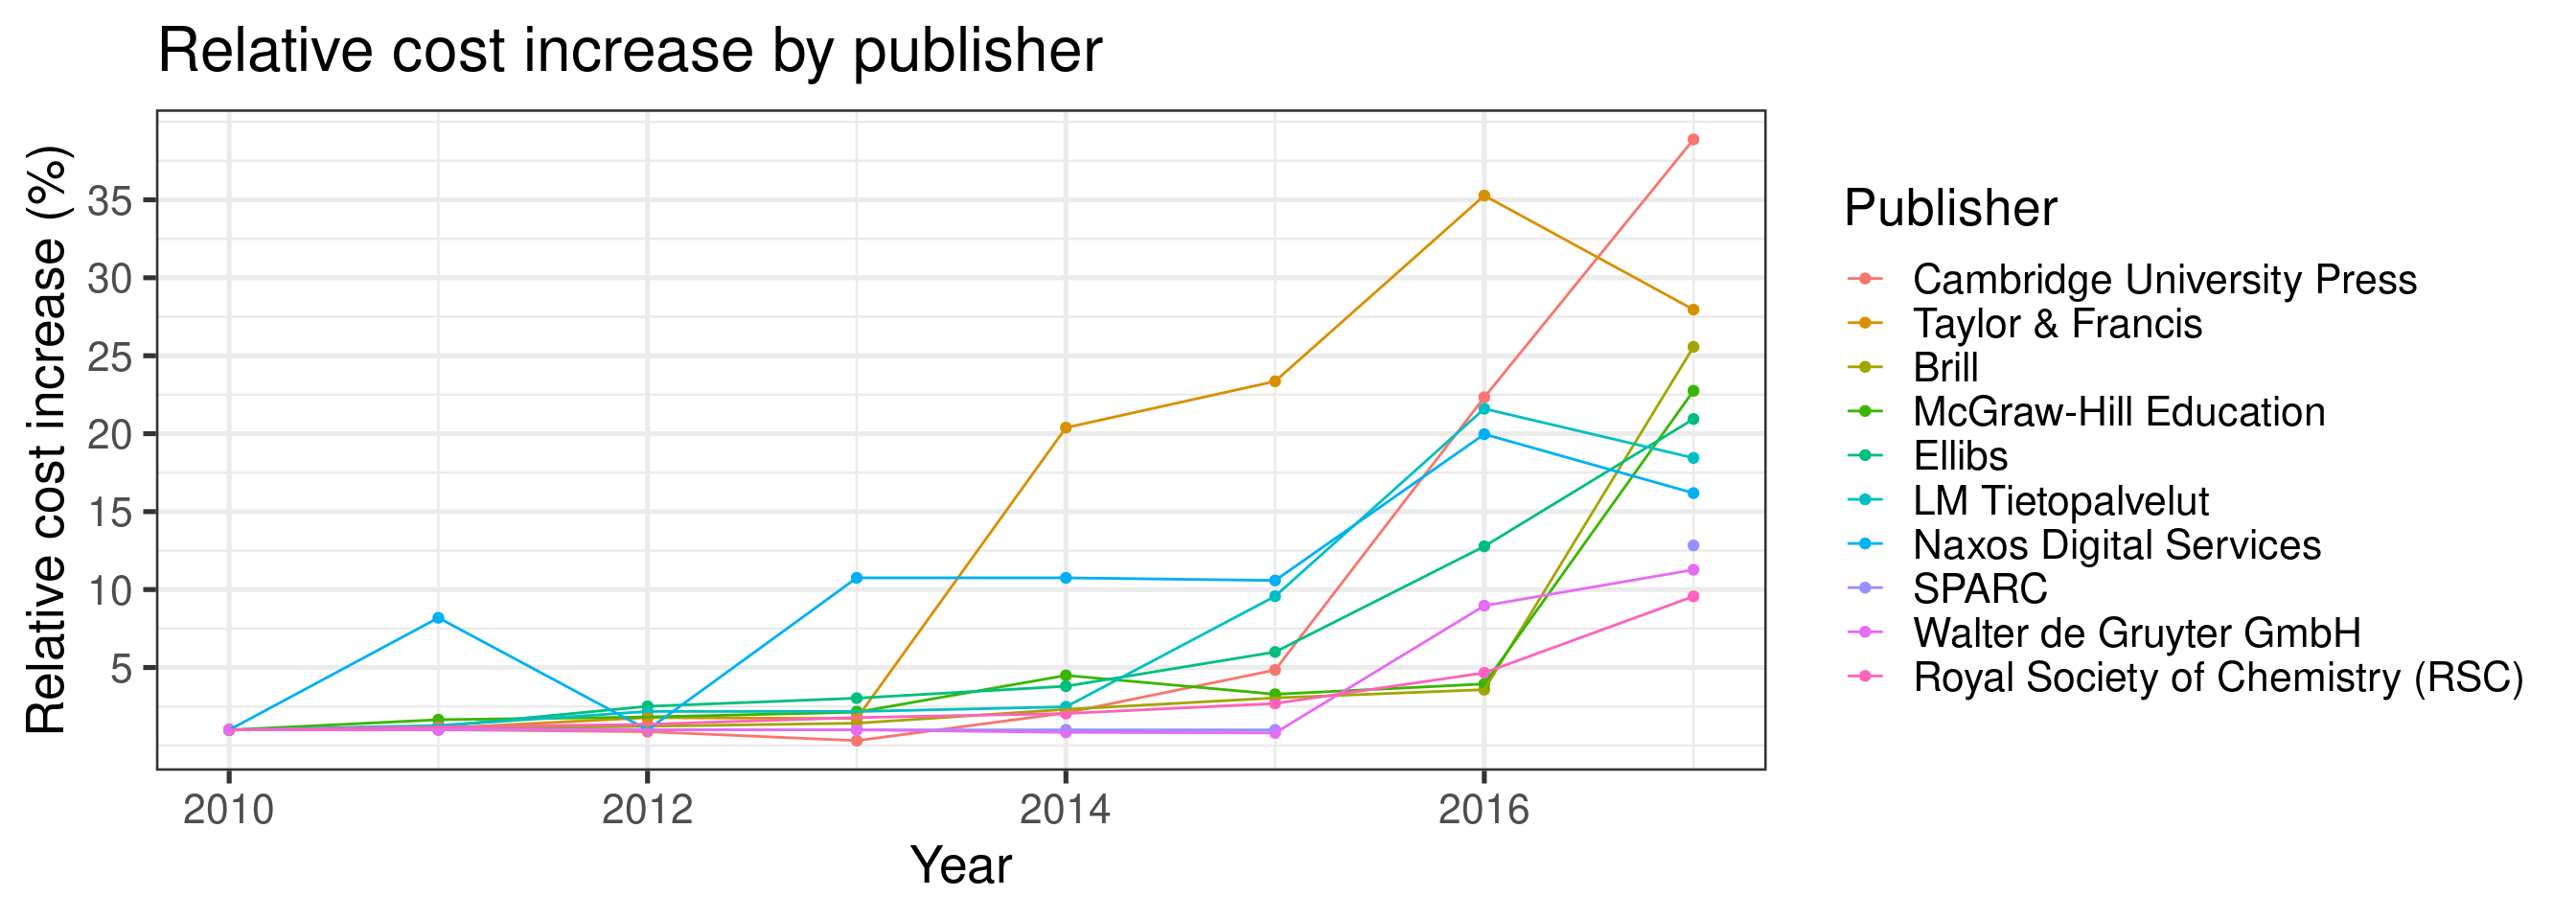 Relative cost increase by publisher
Relative cost increase (%)
35
30
25
20
15
10
5
2010 2012 2014 2016
Year
Publisher
Cambridge University Press
Taylor & Francis
Brill
McGraw-Hill Education
Ellibs
LM Tietopalvelut
Naxos Digital Services
SPARC
Walter de Gruyter GmbH
Royal Society of Chemistry (RSC)